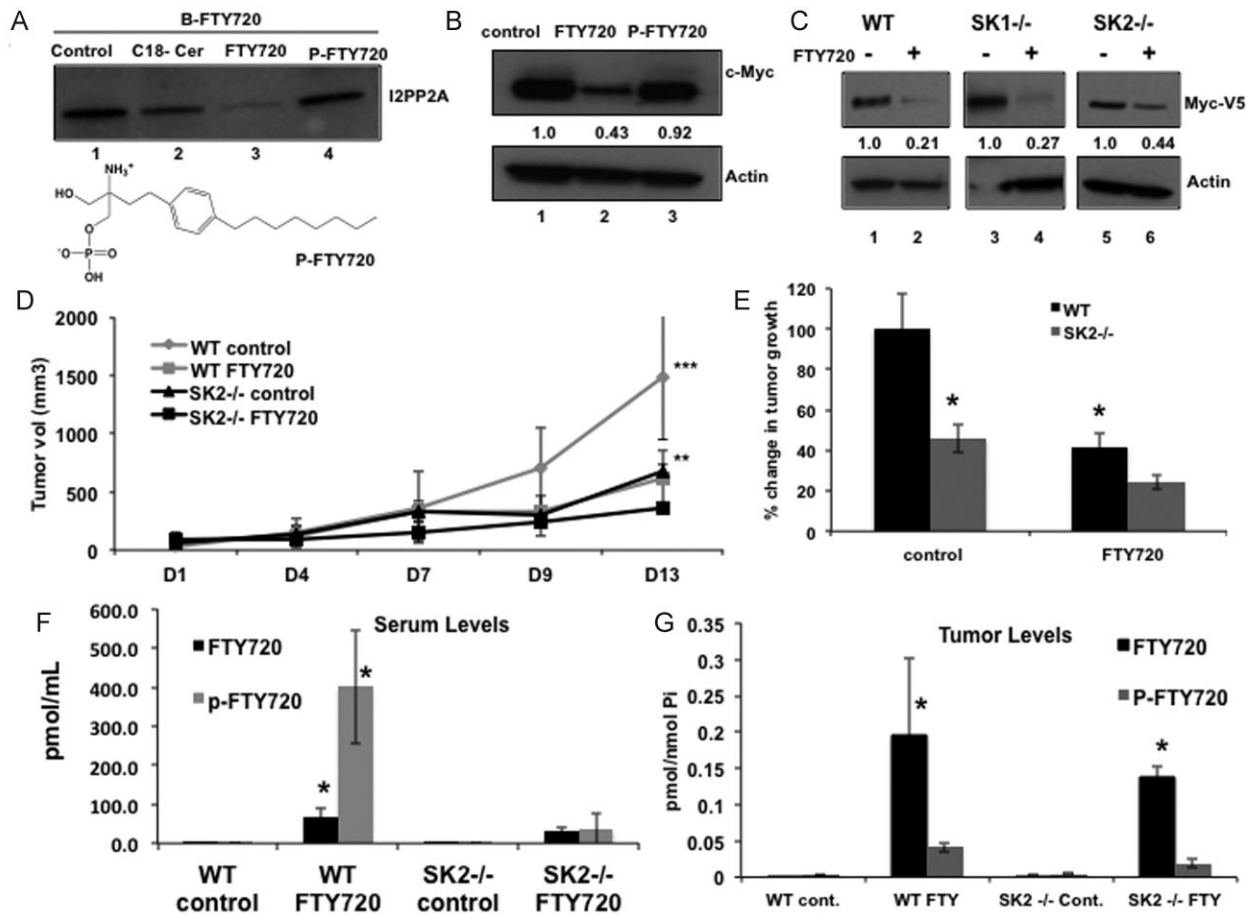 A
B-FTY720
Control C18- Cer FTY720 P-FTY720
I2PP2A
1 2 3 4
NH₃⁺
HO
O
⁻O P O
OH
P-FTY720
B
control FTY720 P-FTY720
c-Myc
1.0 0.43 0.92
Actin
1 2 3
C
WT SK1-/- SK2-/-
FTY720 - + - + - +
Myc-V5
1.0 0.21 1.0 0.27 1.0 0.44
Actin
1 2 3 4 5 6
D
Tumor vol (mm3)
2000
1500
1000
500
0
WT control
WT FTY720
SK2-/- control
SK2-/- FTY720
***
**
D1 D4 D7 D9 D13
E
% change in tumor growth
120
100
80
60
40
20
0
WT
SK2-/-
* *
control FTY720
F
Serum Levels
pmol/mL
600.0
500.0
400.0
300.0
200.0
100.0
0.0
FTY720
p-FTY720
* *
WT control
WT FTY720
SK2-/- control
SK2-/- FTY720
G
Tumor Levels
pmol/nmol Pi
0.35
0.3
0.25
0.2
0.15
0.1
0.05
0
FTY720
P-FTY720
* *
WT cont. WT FTY SK2 -/- Cont. SK2 -/- FTY